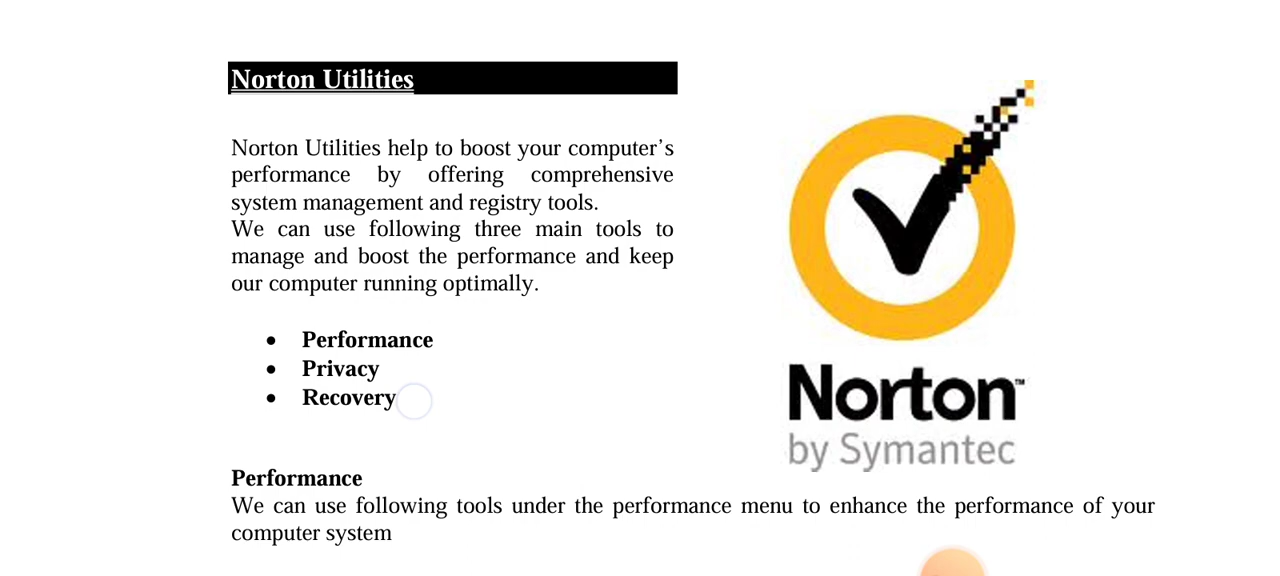 Norton Utilities
Norton Utilities help to boost your computer’s
performance by offering comprehensive
system management and registry tools.
We can use following three main tools to
manage and boost the performance and keep
our computer running optimally.
• Performance
• Privacy
• Recovery
Norton™
by Symantec
Performance
We can use following tools under the performance menu to enhance the performance of your
computer system